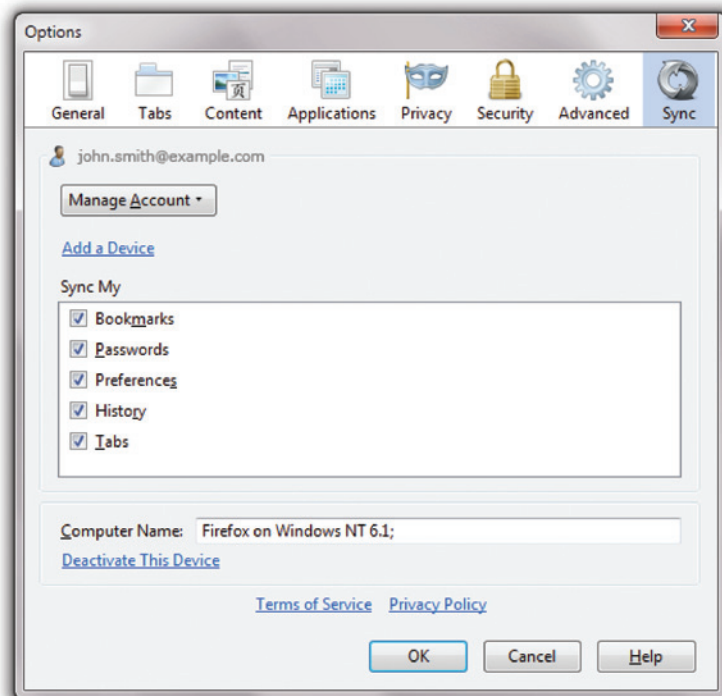 Options
General Tabs Content Applications Privacy Security Advanced Sync
john.smith@example.com
Manage Account
Add a Device
Sync My
Bookmarks
Passwords
Preferences
History
Tabs
Computer Name: Firefox on Windows NT 6.1;
Deactivate This Device
Terms of Service Privacy Policy
OK Cancel Help